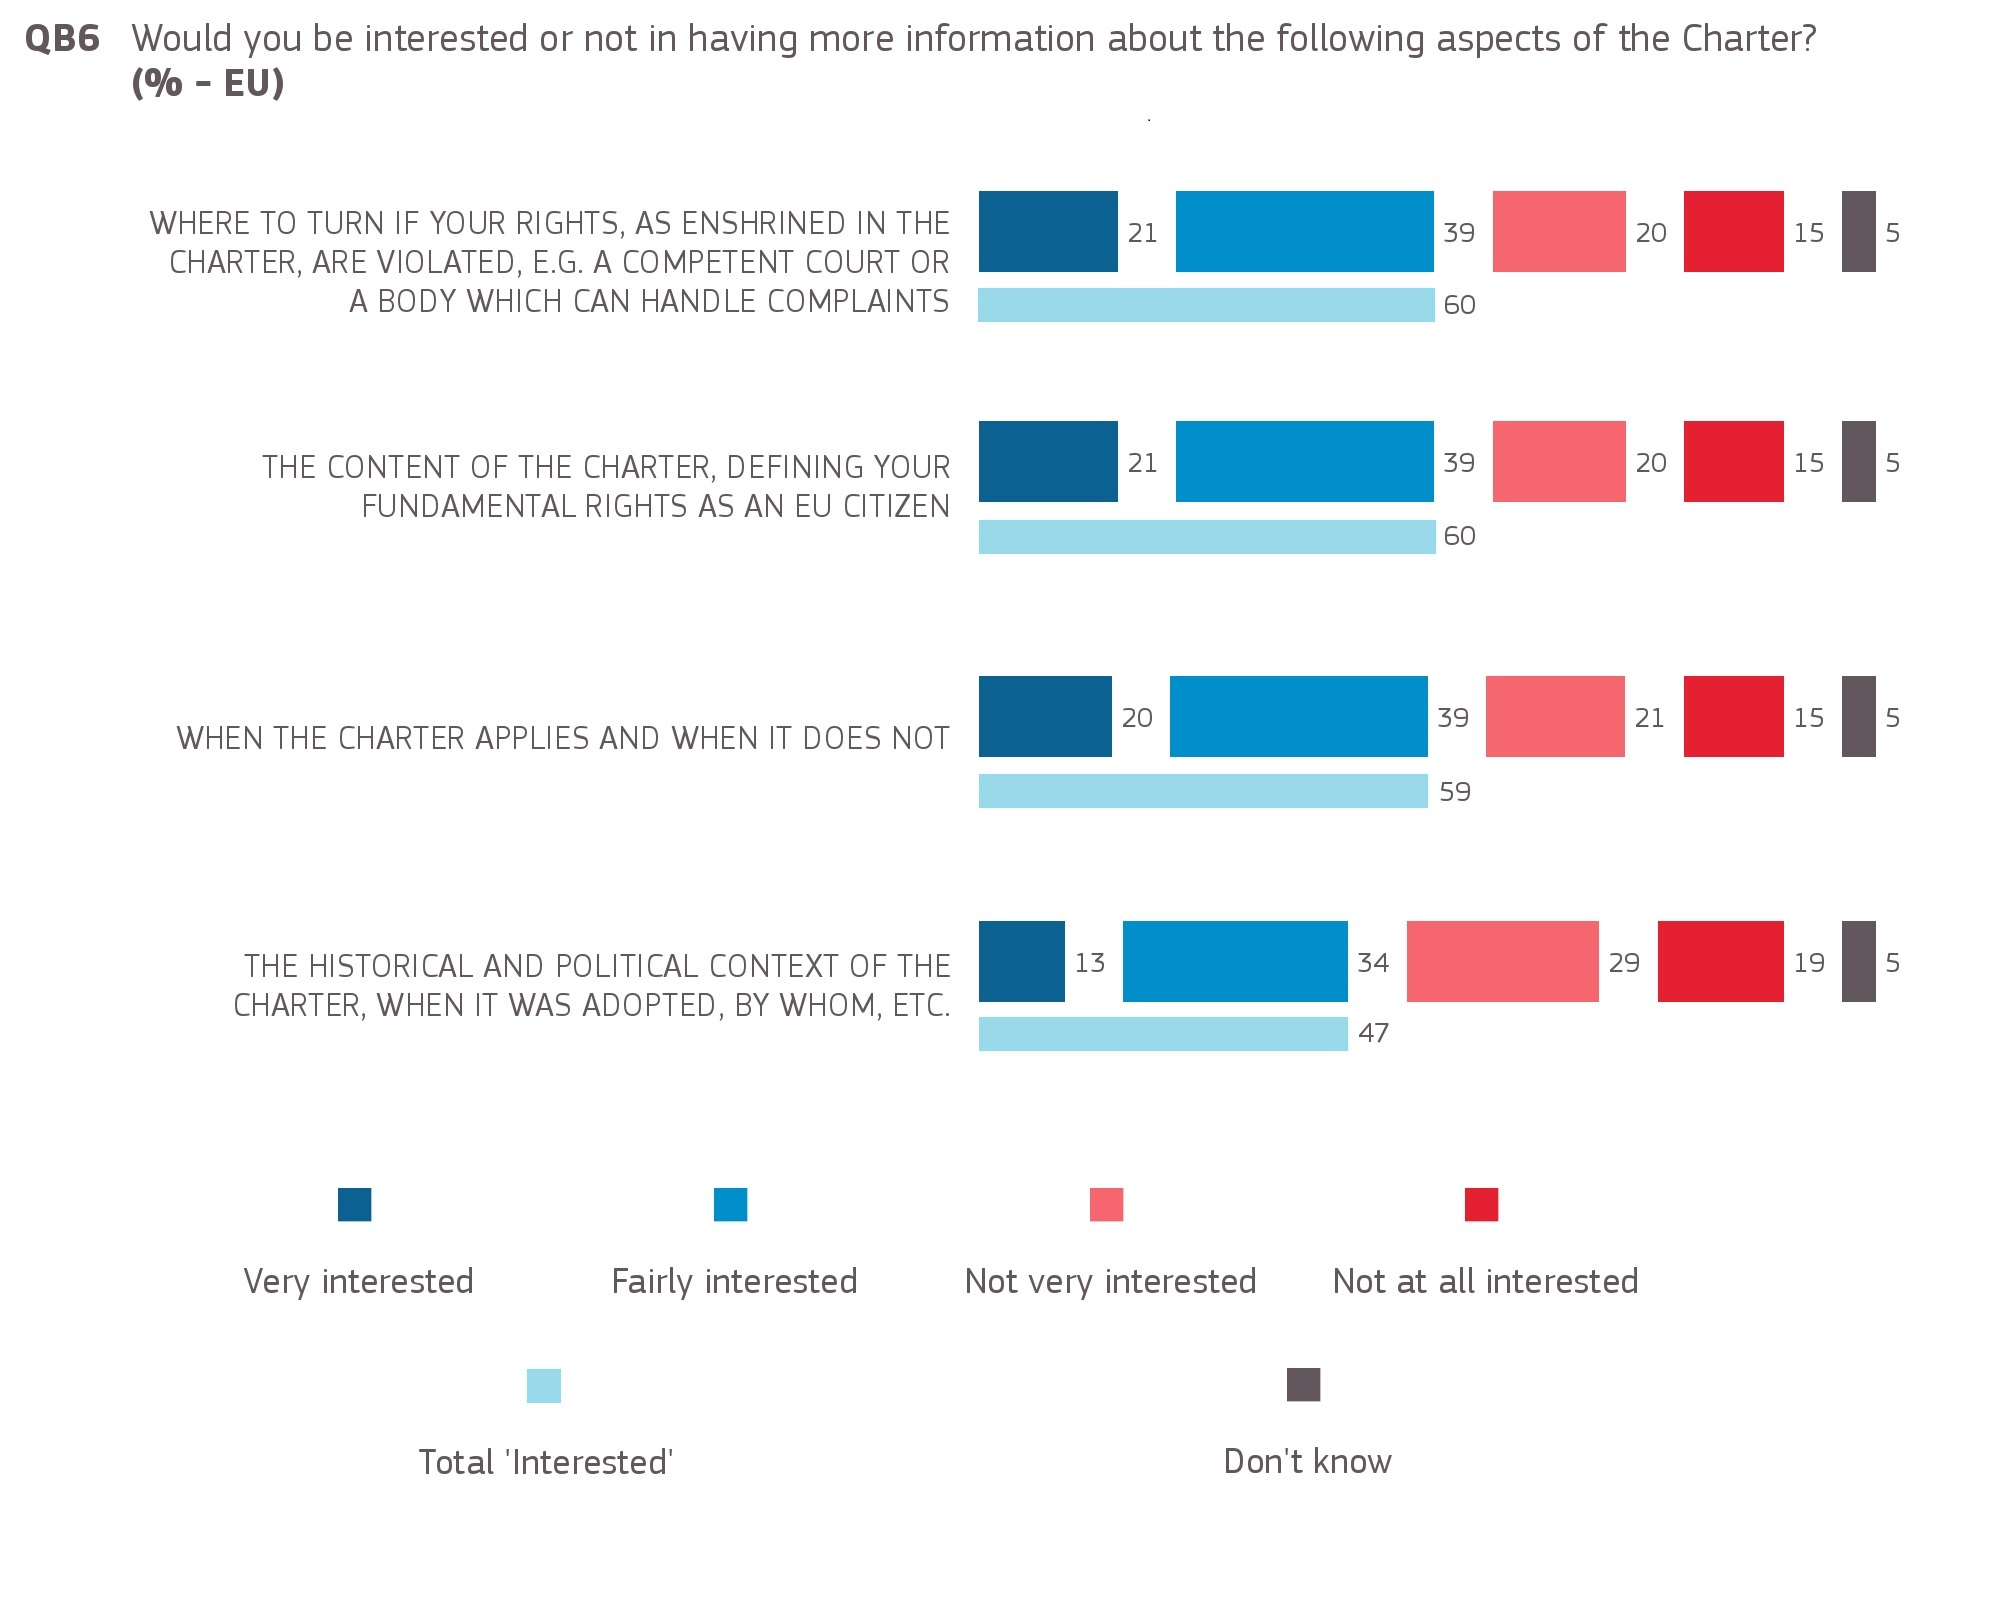 QB6 Would you be interested or not in having more information about the following aspects of the Charter?
(% - EU)
WHERE TO TURN IF YOUR RIGHTS, AS ENSHRINED IN THE
CHARTER, ARE VIOLATED, E.G. A COMPETENT COURT OR
A BODY WHICH CAN HANDLE COMPLAINTS
21 39 20 15 5
60
THE CONTENT OF THE CHARTER, DEFINING YOUR
FUNDAMENTAL RIGHTS AS AN EU CITIZEN
21 39 20 15 5
60
WHEN THE CHARTER APPLIES AND WHEN IT DOES NOT
20 39 21 15 5
59
THE HISTORICAL AND POLITICAL CONTEXT OF THE
CHARTER, WHEN IT WAS ADOPTED, BY WHOM, ETC.
13 34 29 19 5
47
Very interested Fairly interested Not very interested Not at all interested
Total 'Interested' Don't know